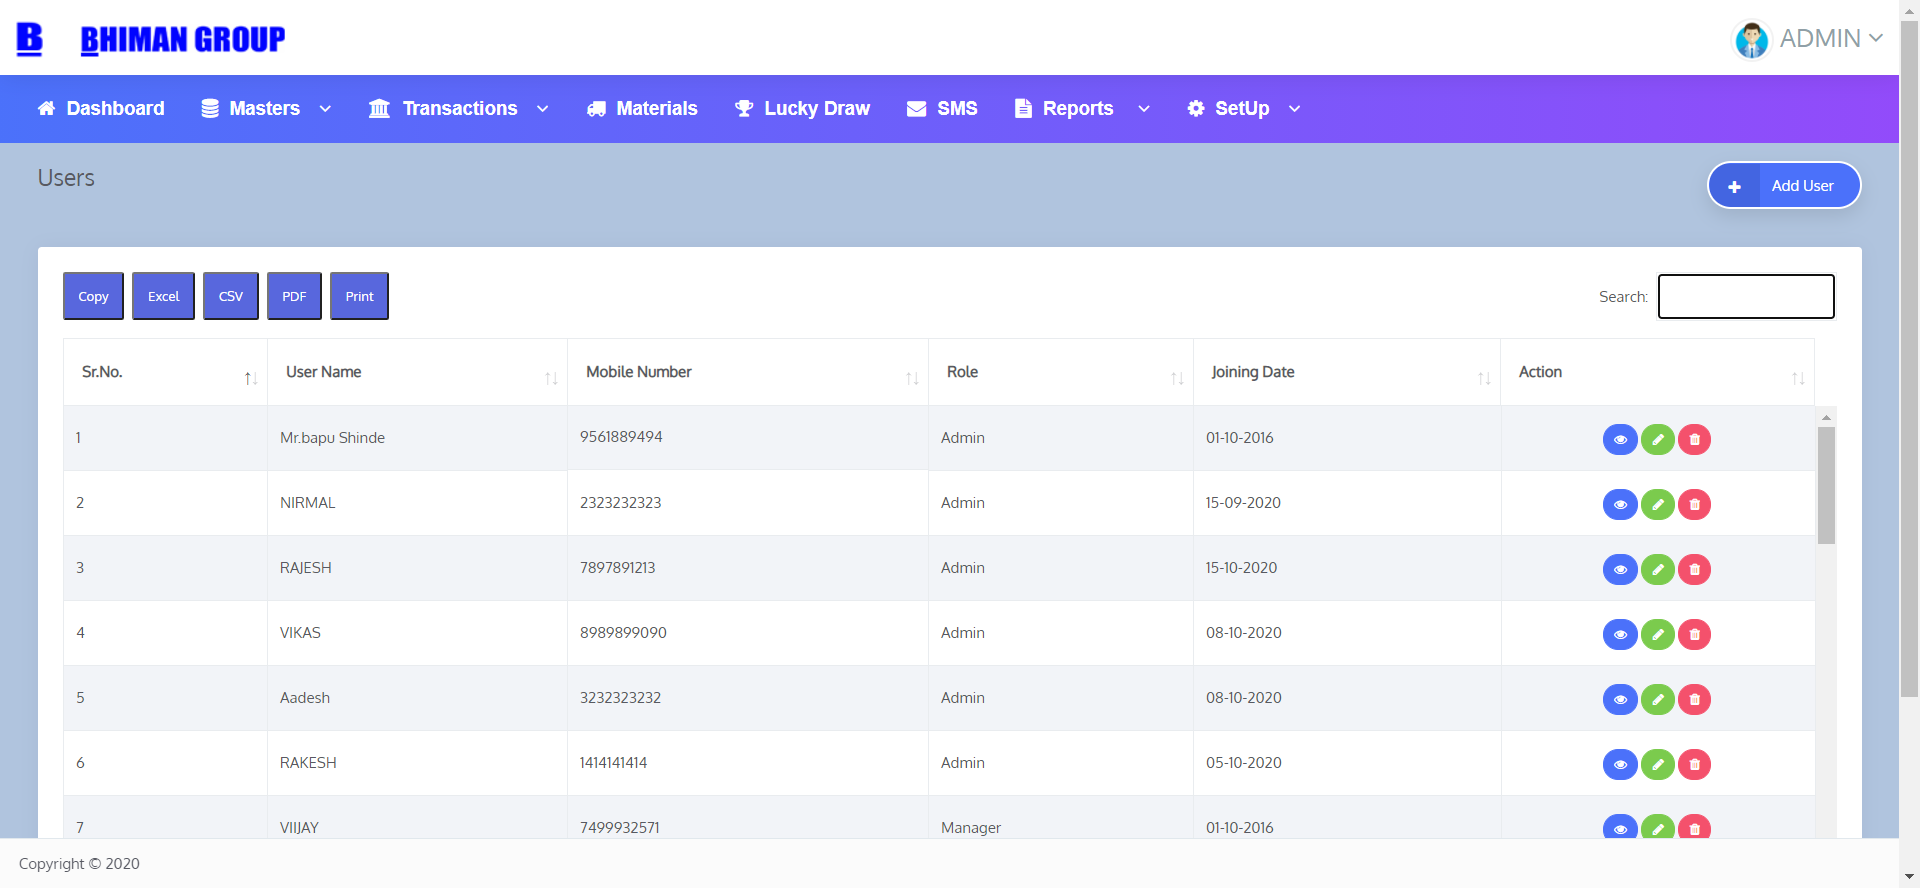 B BHIMAN GROUP ADMIN
Dashboard Masters Transactions Materials Lucky Draw SMS Reports SetUp
Users Add User
Copy Excel CSV PDF Print Search:
Sr.No. User Name Mobile Number Role Joining Date Action
1 Mr.bapu Shinde 9561889494 Admin 01-10-2016
2 NIRMAL 2323232323 Admin 15-09-2020
3 RAJESH 7897891213 Admin 15-10-2020
4 VIKAS 8989899090 Admin 08-10-2020
5 Aadesh 3232323232 Admin 08-10-2020
6 RAKESH 1414141414 Admin 05-10-2020
7 VIIJAY 7499932571 Manager 01-10-2016
Copyright © 2020